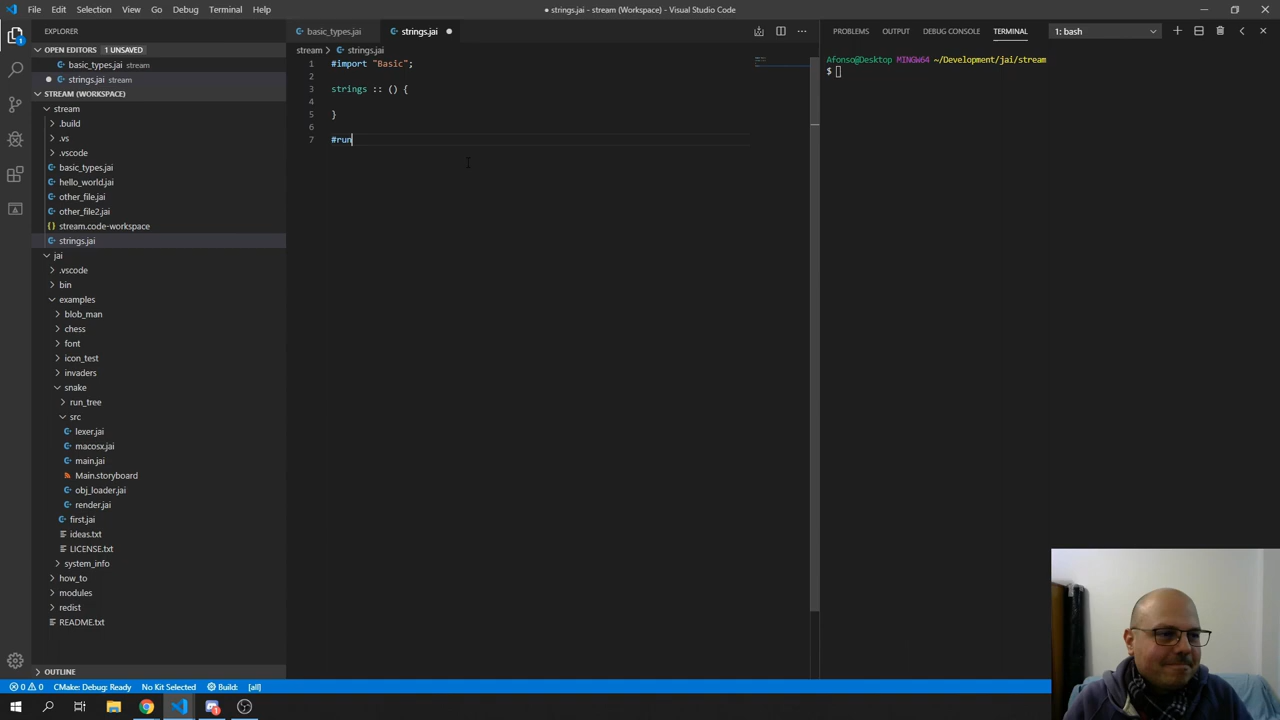 File Edit Selection View Go Debug Terminal Help
● strings.jai - stream (Workspace) - Visual Studio Code
EXPLORER
OPEN EDITORS 1 UNSAVED
basic_types.jai stream
strings.jai stream
STREAM (WORKSPACE)
stream
.build
.vs
.vscode
basic_types.jai
hello_world.jai
other_file.jai
other_file2.jai
stream.code-workspace
strings.jai
jai
.vscode
bin
examples
blob_man
chess
font
icon_test
invaders
snake
run_tree
src
lexer.jai
macosx.jai
main.jai
Main.storyboard
obj_loader.jai
render.jai
first.jai
ideas.txt
LICENSE.txt
system_info
how_to
modules
redist
README.txt
OUTLINE
basic_types.jai strings.jai
stream > strings.jai
1 #import "Basic";
2
3 strings :: () {
4
5 }
6
7 #run
PROBLEMS OUTPUT DEBUG CONSOLE TERMINAL 1: bash
Afonso@Desktop MINGW64 ~/Development/jai/stream
$
0 0 CMake: Debug: Ready No Kit Selected Build: [all]